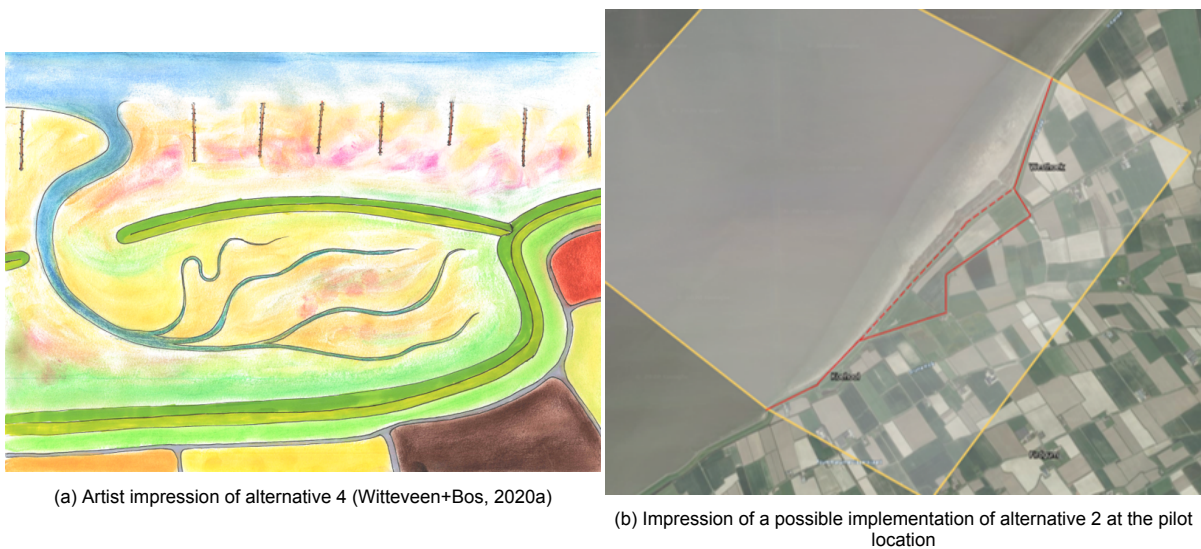 Westhoek
(a) Artist impression of alternative 4 (Witteveen+Bos, 2020a)
(b) Impression of a possible implementation of alternative 2 at the pilot
location